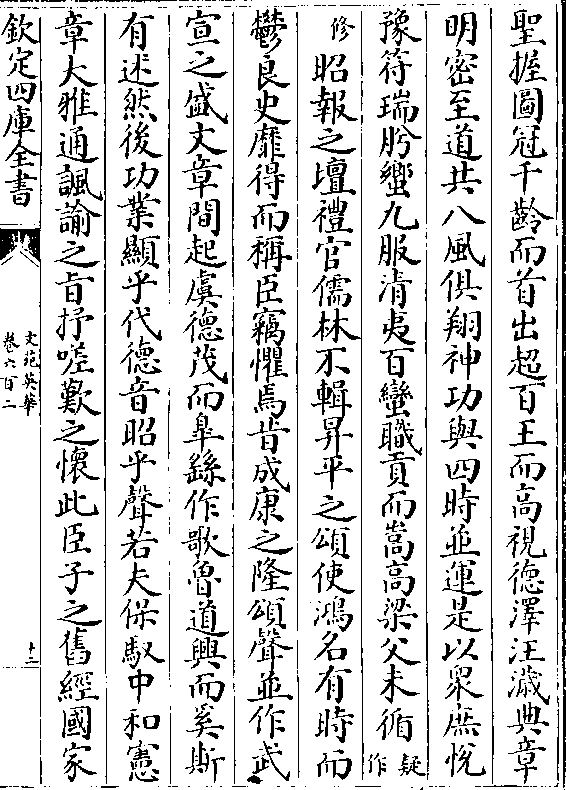 聖握圖冠千齡而首出超百王而高視德澤汪濊典章
明密至道共八風俱翔神功與四時並運是以衆庶悅
豫符瑞肹蠁九服清夷百蠻職貢而嵩高梁父未循疑作
修昭報之壇禮官儒林不輯昇平之頌使鴻名有時而
鬱良史靡得而稱臣竊懼焉昔成康之隆頌聲並作武
宣之盛文章間起虞德茂而臯繇作歌魯道興而奚斯
有述然後功業顯乎代德音昭乎聲若夫保馭中和憲
章大雅通諷諭之旨抒嗟歎之懷此臣子之舊經國家
欽定四庫全書
文苑英華
卷六百二
十二